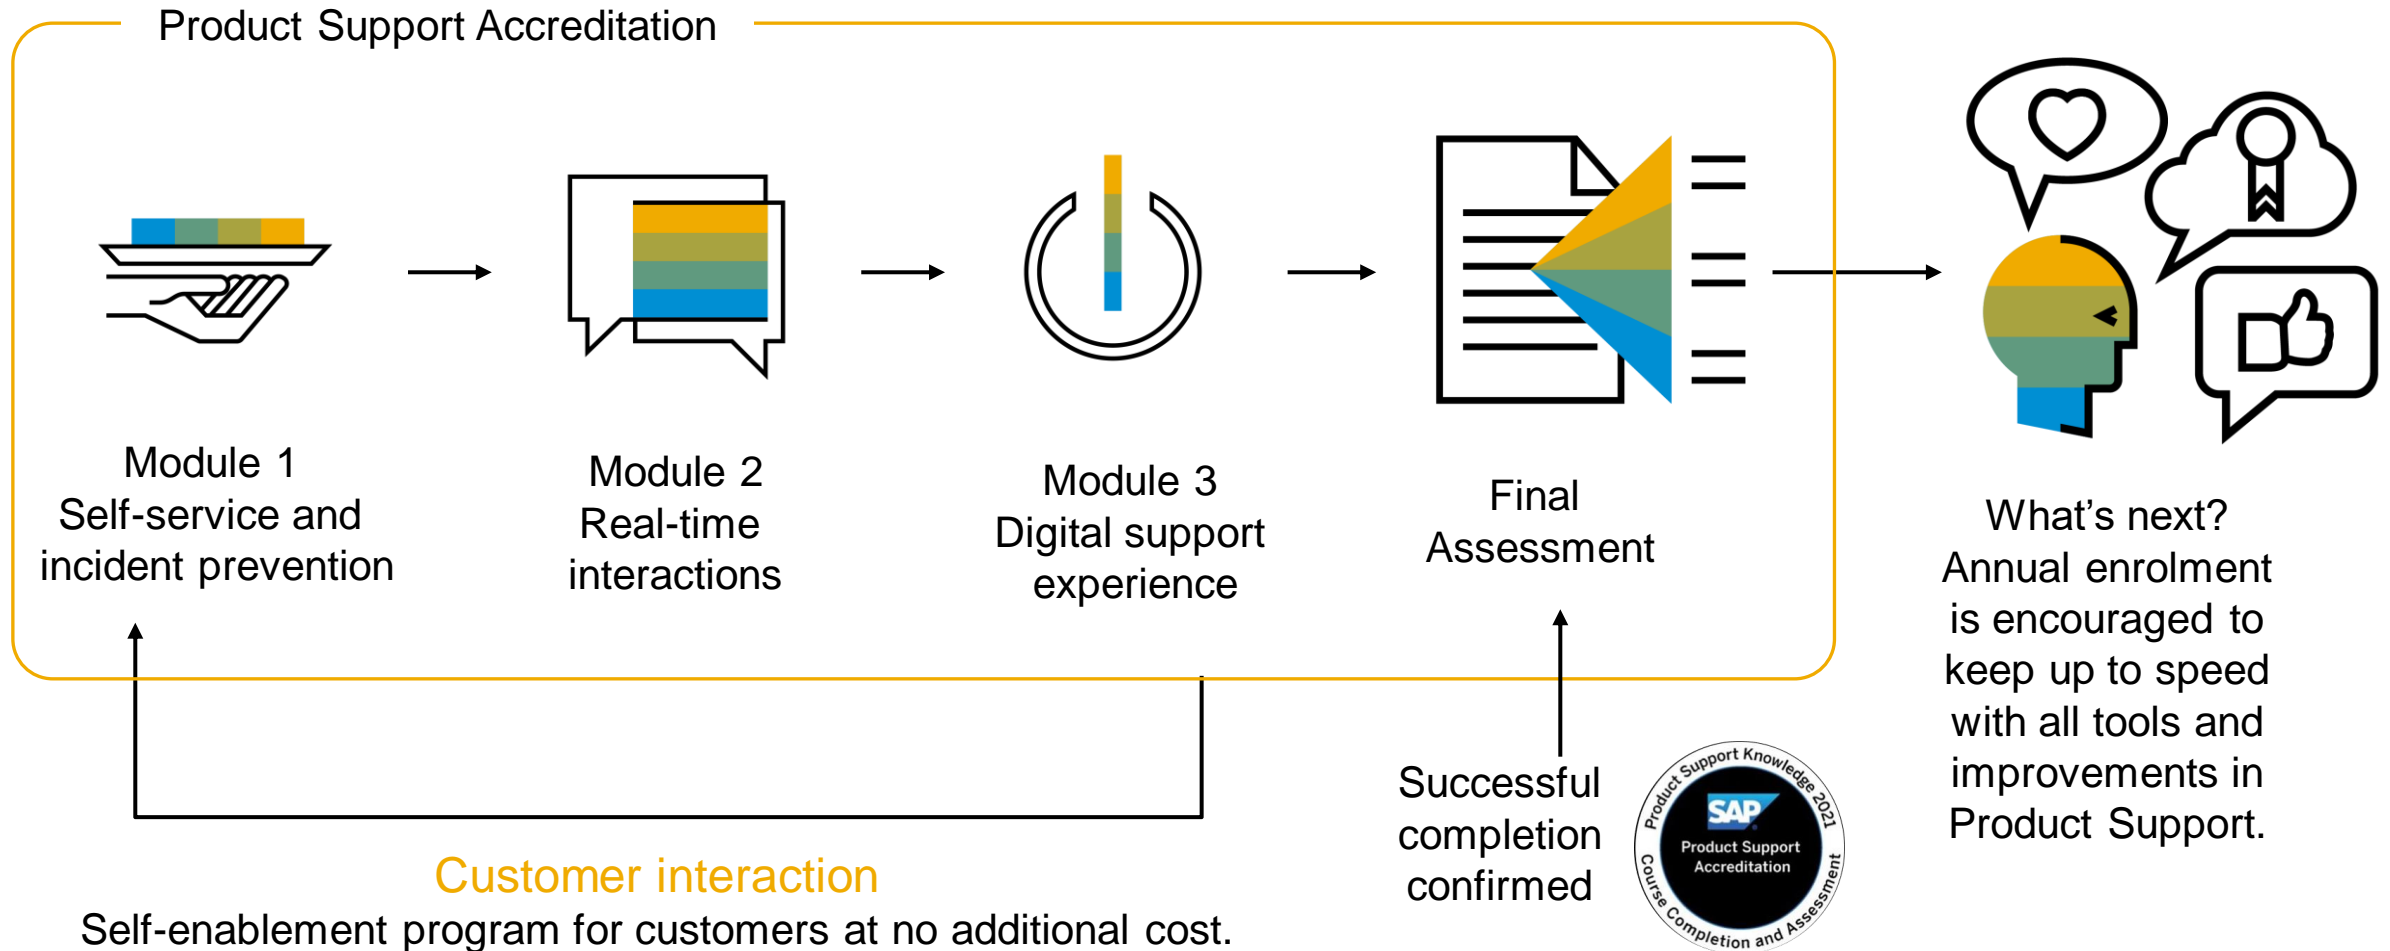 Product Support Accreditation
Module 1
Self-service and
incident prevention
Module 2
Real-time
interactions
Module 3
Digital support
experience
Final
Assessment
What's next?
Annual enrolment
is encouraged to
keep up to speed
with all tools and
improvements in
Product Support.
Customer interaction
Self-enablement program for customers at no additional cost.
Successful
completion
confirmed
Product Support Knowledge 2021
SAP
Product Support
Accreditation
Course Completion and Assessment